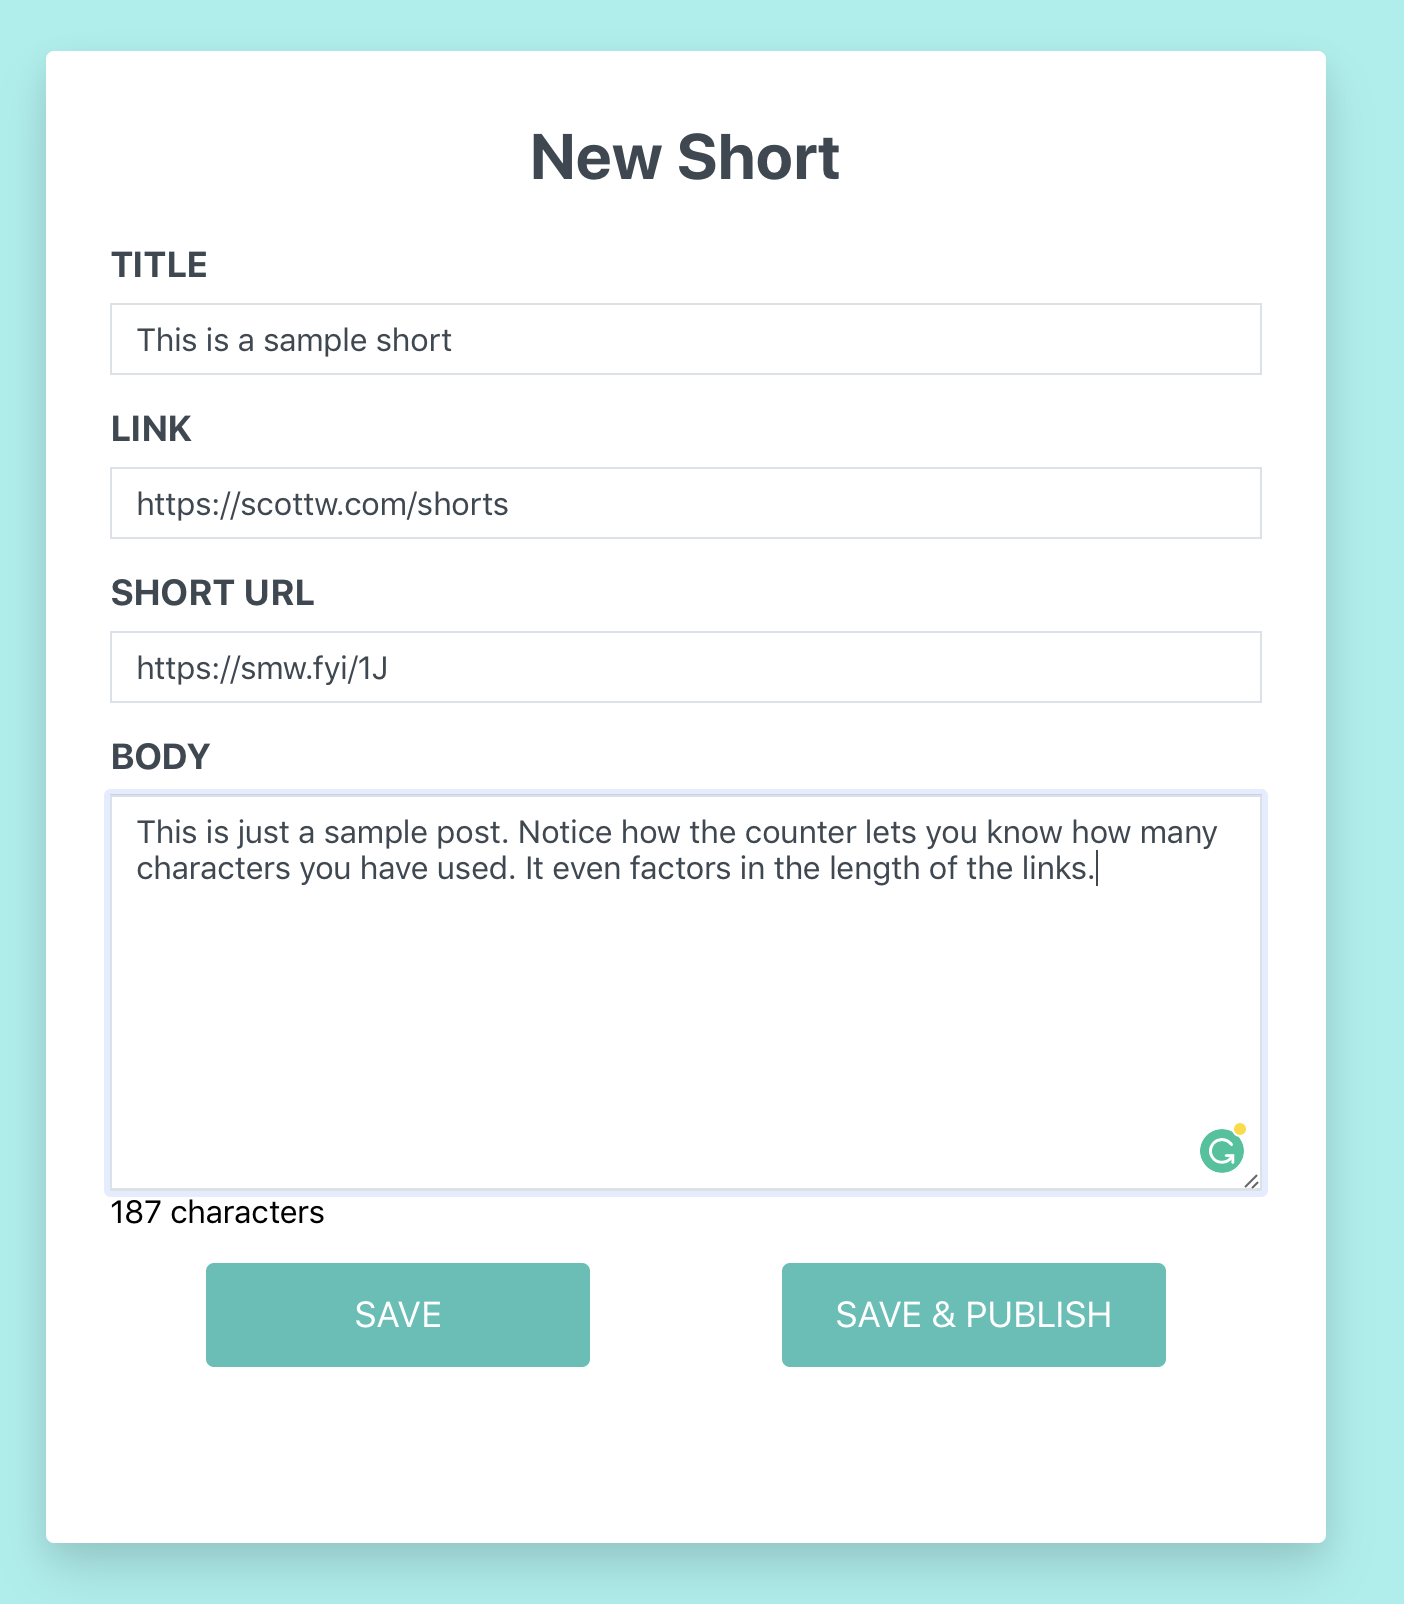 New Short
TITLE
This is a sample short
LINK
https://scottw.com/shorts
SHORT URL
https://smw.fyi/1J
BODY
This is just a sample post. Notice how the counter lets you know how many
characters you have used. It even factors in the length of the links.
187 characters
SAVE
SAVE & PUBLISH